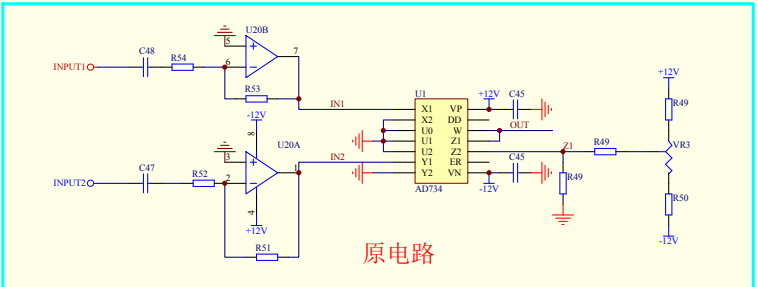 U20B
5
6
7
C48
R54
INPUT1
R53
-12V
8
U20A
3
2
1
4
+12V
C47
R52
INPUT2
R51
IN1
IN2
U1
X1
X2
U0
U1
U2
Y1
Y2
VP
DD
W
Z1
Z2
ER
VN
AD734
+12V
C45
OUT
C45
-12V
Z1
R49
R49
+12V
R49
VR3
R50
-12V
原电路